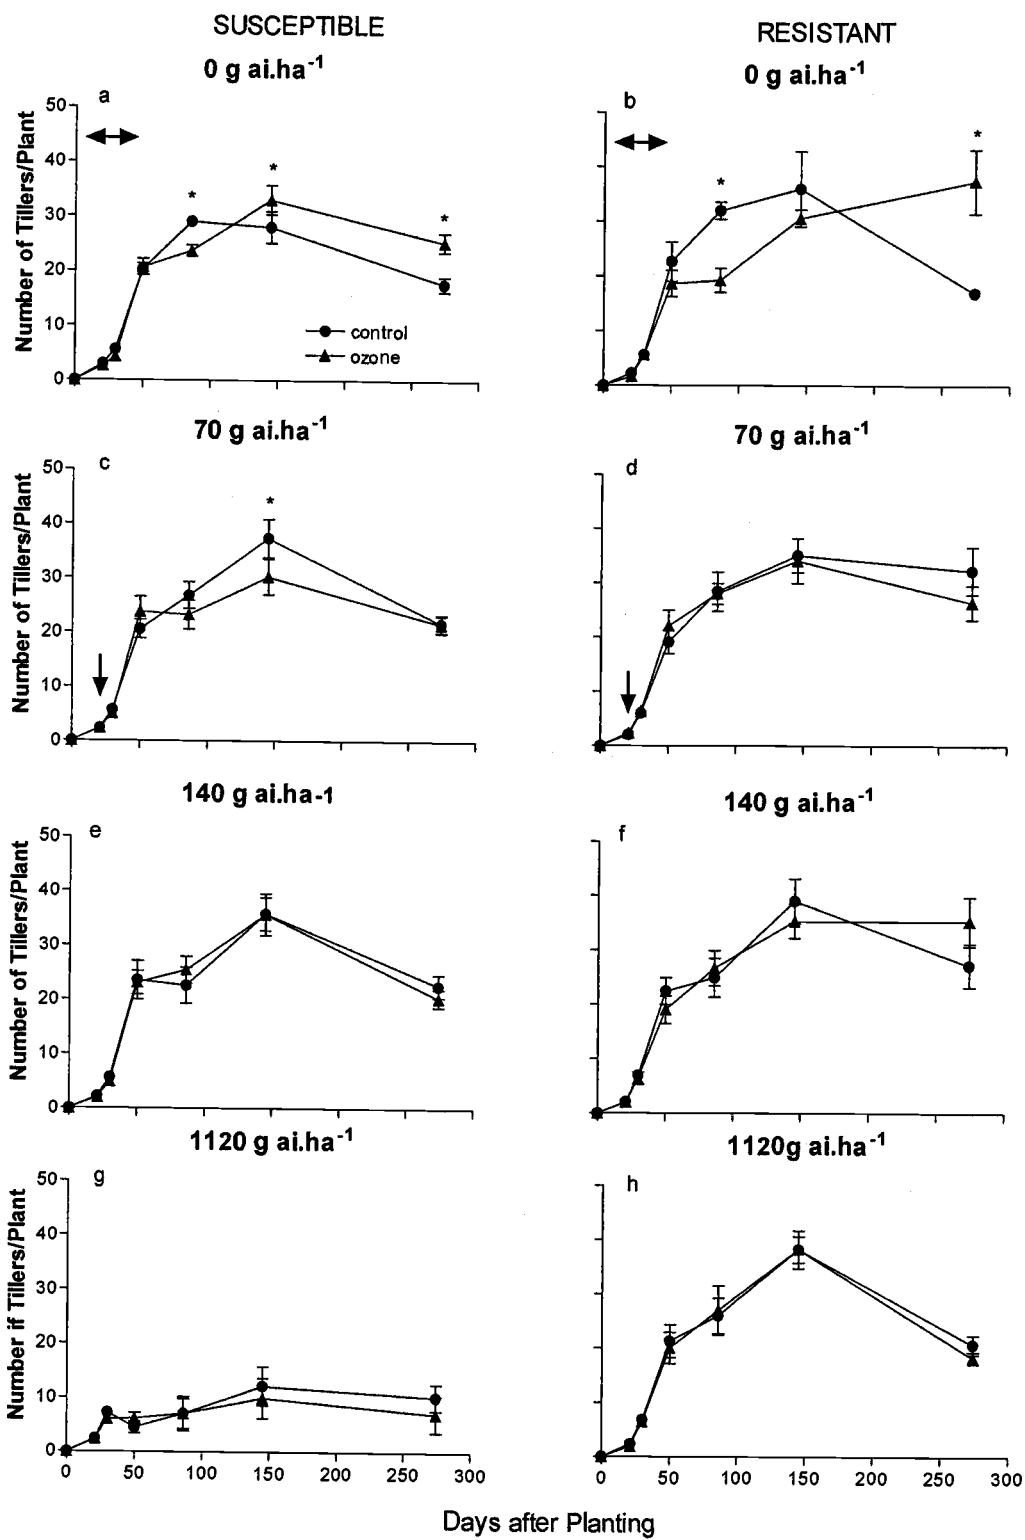 SUSCEPTIBLE
RESISTANT
0 g ai.ha-1
0 g ai.ha-1
a
b
50
40
30
20
10
0
Number of Tillers/Plant
*
*
*
*
*
control
ozone
70 g ai.ha-1
70 g ai.ha-1
c
d
50
40
30
20
10
0
Number of Tillers/Plant
*
140 g ai.ha-1
140 g ai.ha-1
e
f
50
40
30
20
10
0
Number of Tillers/Plant
1120 g ai.ha-1
1120g ai.ha-1
g
h
50
40
30
20
10
0
Number if Tillers/Plant
0 50 100 150 200 250 300
0 50 100 150 200 250 300
Days after Planting